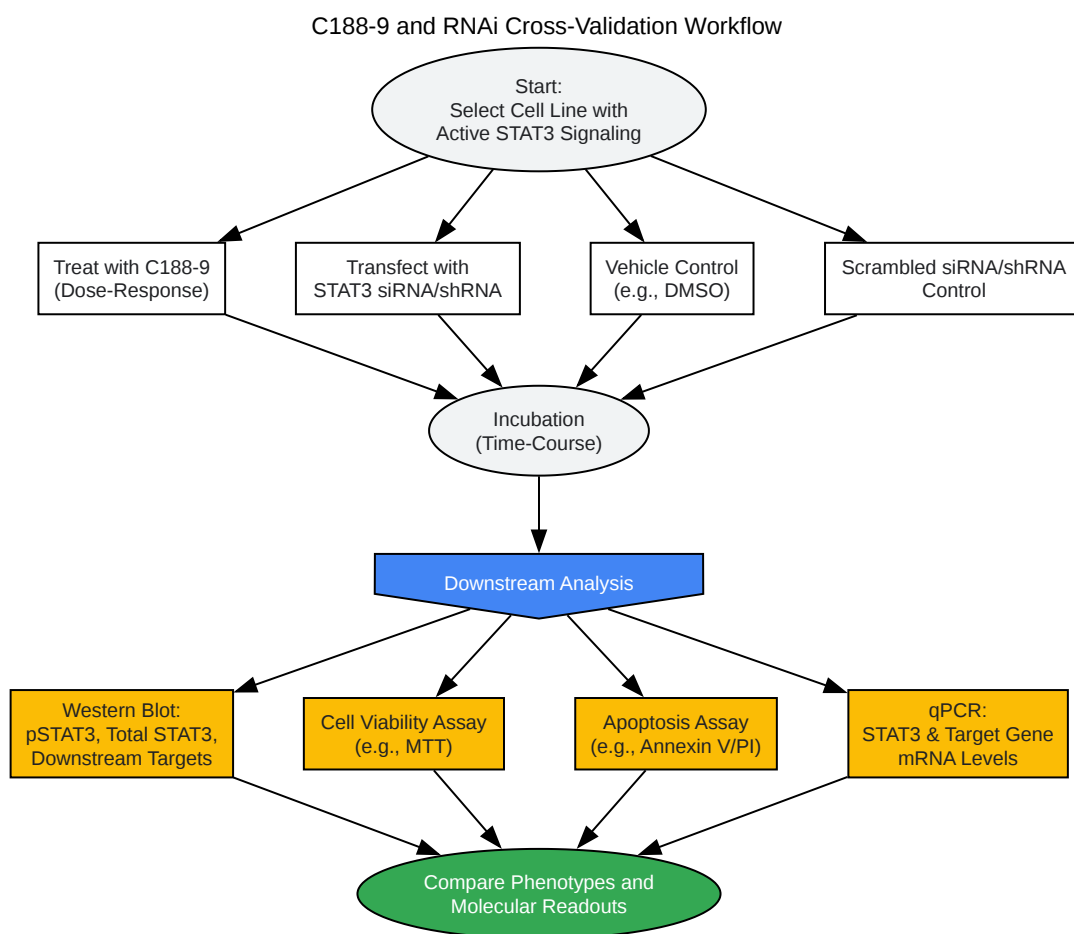 C188-9 and RNAi Cross-Validation Workflow
Start:
Select Cell Line with
Active STAT3 Signaling
Treat with C188-9
(Dose-Response)
Transfect with
STAT3 siRNA/shRNA
Vehicle Control
(e.g., DMSO)
Scrambled siRNA/shRNA
Control
Incubation
(Time-Course)
Downstream Analysis
Western Blot:
pSTAT3, Total STAT3,
Downstream Targets
Cell Viability Assay
(e.g., MTT)
Apoptosis Assay
(e.g., Annexin V/PI)
qPCR:
STAT3 & Target Gene
mRNA Levels
Compare Phenotypes and
Molecular Readouts